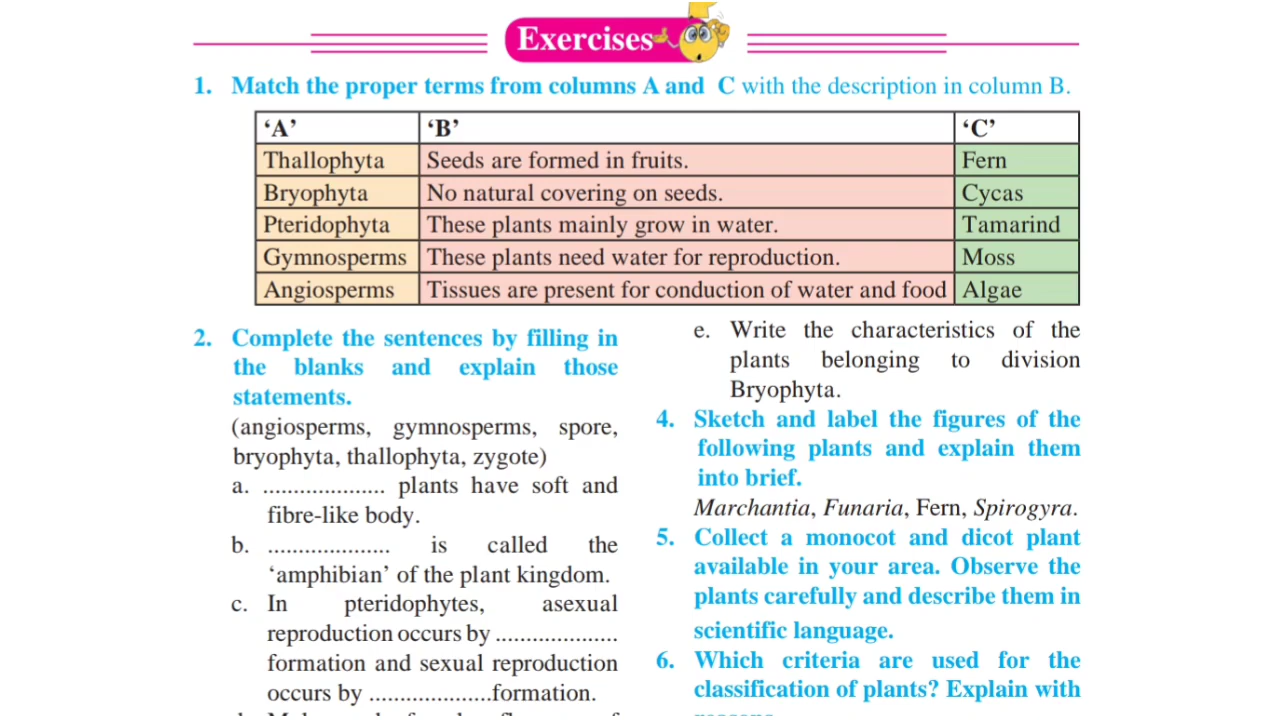 Exercises
1. Match the proper terms from columns A and C with the description in column B.
‘A’ ‘B’ ‘C’
Thallophyta Seeds are formed in fruits. Fern
Bryophyta No natural covering on seeds. Cycas
Pteridophyta These plants mainly grow in water. Tamarind
Gymnosperms These plants need water for reproduction. Moss
Angiosperms Tissues are present for conduction of water and food Algae
2. Complete the sentences by filling in
the blanks and explain those
statements.
(angiosperms, gymnosperms, spore,
bryophyta, thallophyta, zygote)
a. .................... plants have soft and
fibre-like body.
b. .................... is called the
‘amphibian’ of the plant kingdom.
c. In pteridophytes, asexual
reproduction occurs by ....................
formation and sexual reproduction
occurs by ....................formation.
e. Write the characteristics of the
plants belonging to division
Bryophyta.
4. Sketch and label the figures of the
following plants and explain them
into brief.
Marchantia, Funaria, Fern, Spirogyra.
5. Collect a monocot and dicot plant
available in your area. Observe the
plants carefully and describe them in
scientific language.
6. Which criteria are used for the
classification of plants? Explain with